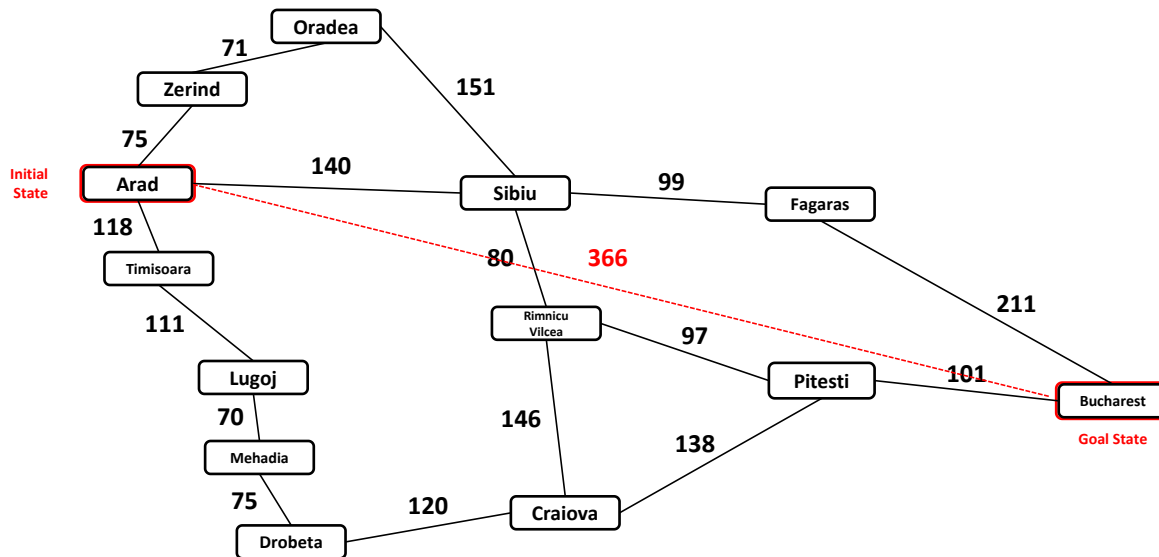 Oradea
71
Zerind
151
75
Initial
State
Arad
140
Sibiu
99
Fagaras
118
Timisoara
80
366
111
Rimnicu
Vilcea
97
211
Lugoj
Pitesti
101
Bucharest
70
146
138
Goal State
Mehadia
75
120
Craiova
Drobeta